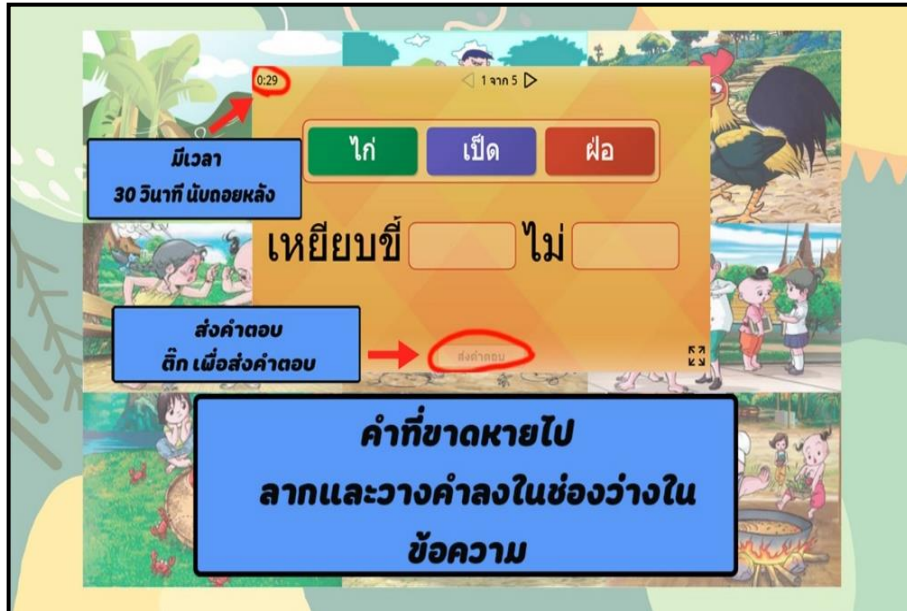 0:29
1 จาก 5
ไก่ เป็ด ฝ่อ
มีเวลา
30 วินาที นับถอยหลัง
เหยียบขี้ ไม่
ส่งคำตอบ
ติ๊ก เพื่อส่งคำตอบ
ส่งคำตอบ
คำที่ขาดหายไป
ลากและวางคำลงในช่องว่างใน
ข้อความ